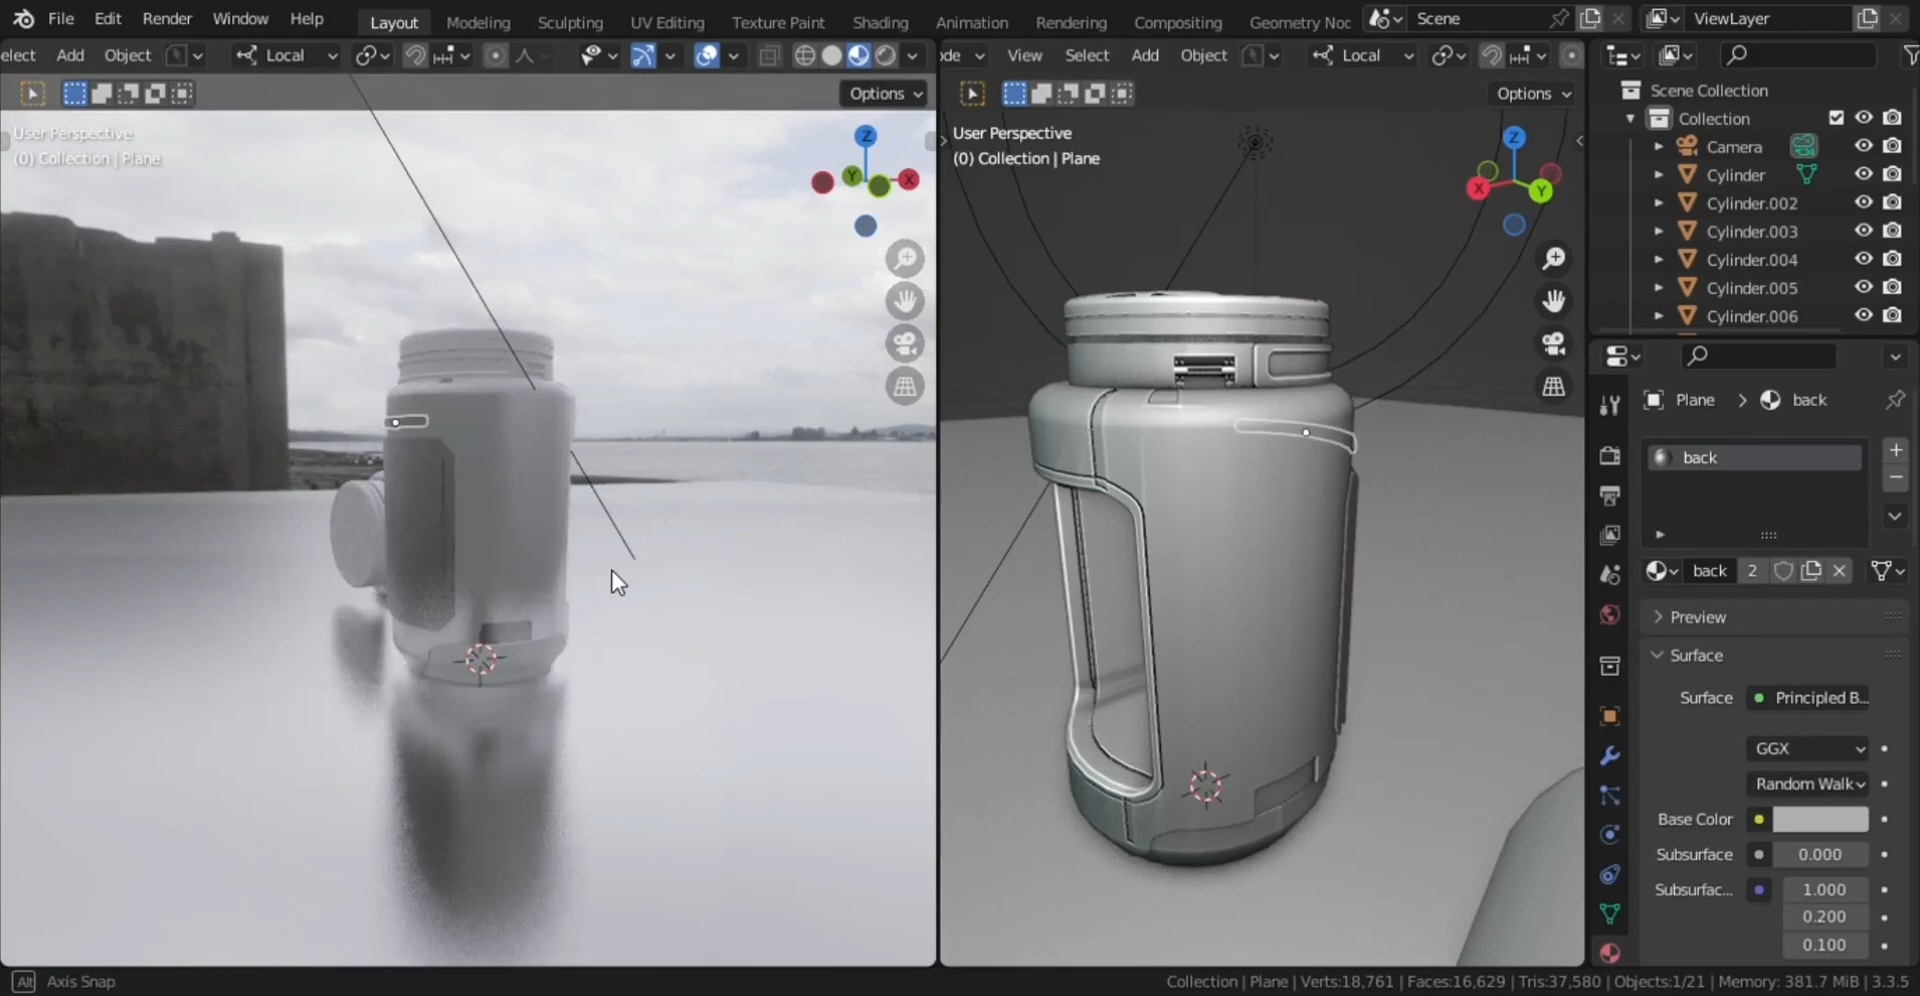 File Edit Render Window Help Layout Modeling Sculpting UV Editing Texture Paint Shading Animation Rendering Compositing Geometry Noc Scene ViewLayer
elect Add Object Local
ode View Select Add Object Local
Options
Options
User Perspective
(0) Collection | Plane
Z
Y
X
User Perspective
(0) Collection | Plane
Z
X
Y
Scene Collection
Collection
Camera
Cylinder
Cylinder.002
Cylinder.003
Cylinder.004
Cylinder.005
Cylinder.006
Plane > back
back
back 2
Preview
Surface
Surface Principled B...
GGX
Random Walk
Base Color
Subsurface 0.000
Subsurfac... 1.000
0.200
0.100
Alt Axis Snap
Collection | Plane | Verts:18,761 | Faces:16,629 | Tris:37,580 | Objects:1/21 | Memory: 381.7 MiB | 3.3.5